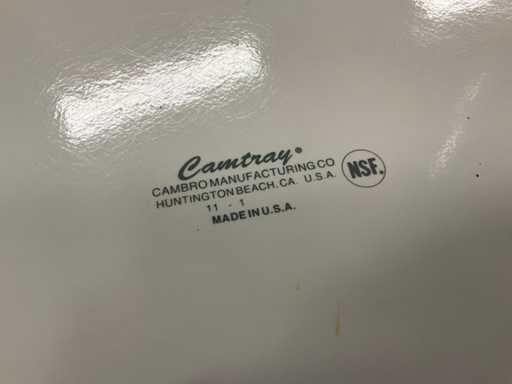 Camtray®
CAMBRO MANUFACTURING CO
HUNTINGTON BEACH, CA. U.S.A.
11 - 1
MADE IN U.S.A.
NSF.